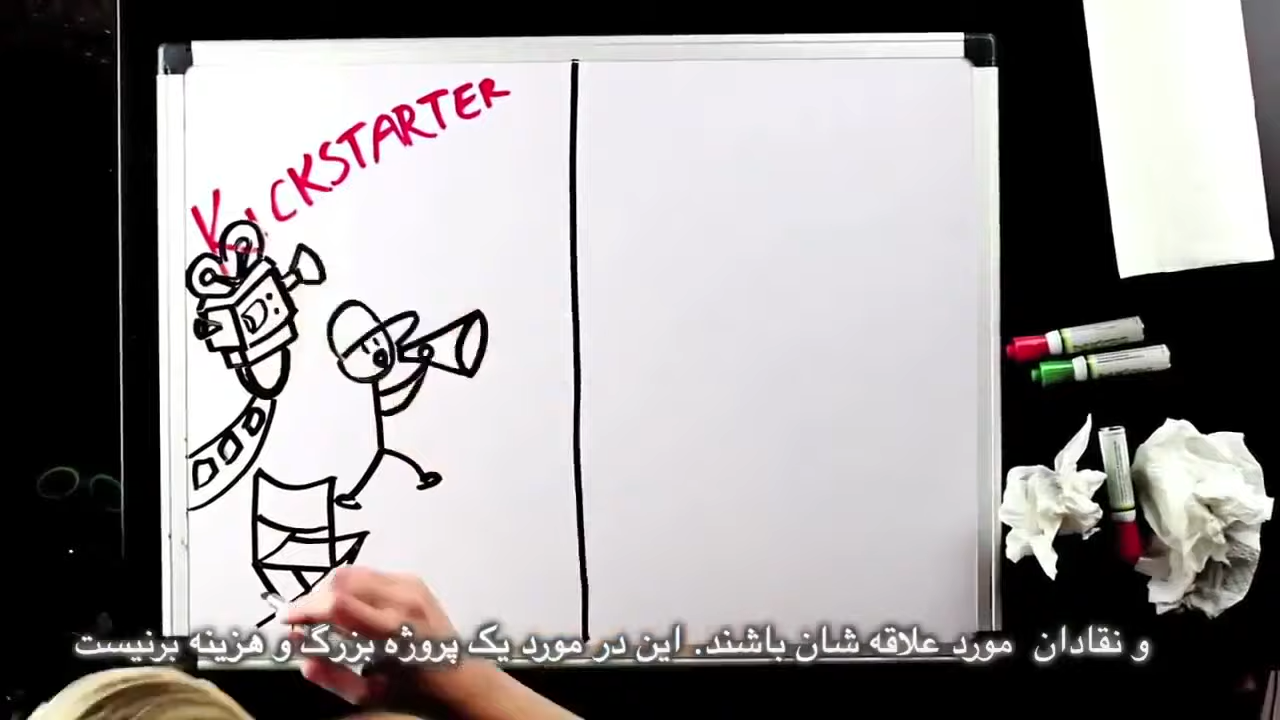 KiCKSTARTER
و نقادان مورد علاقه شان باشند. این در مورد یک پروژه بزرگ و هزینه برنیست